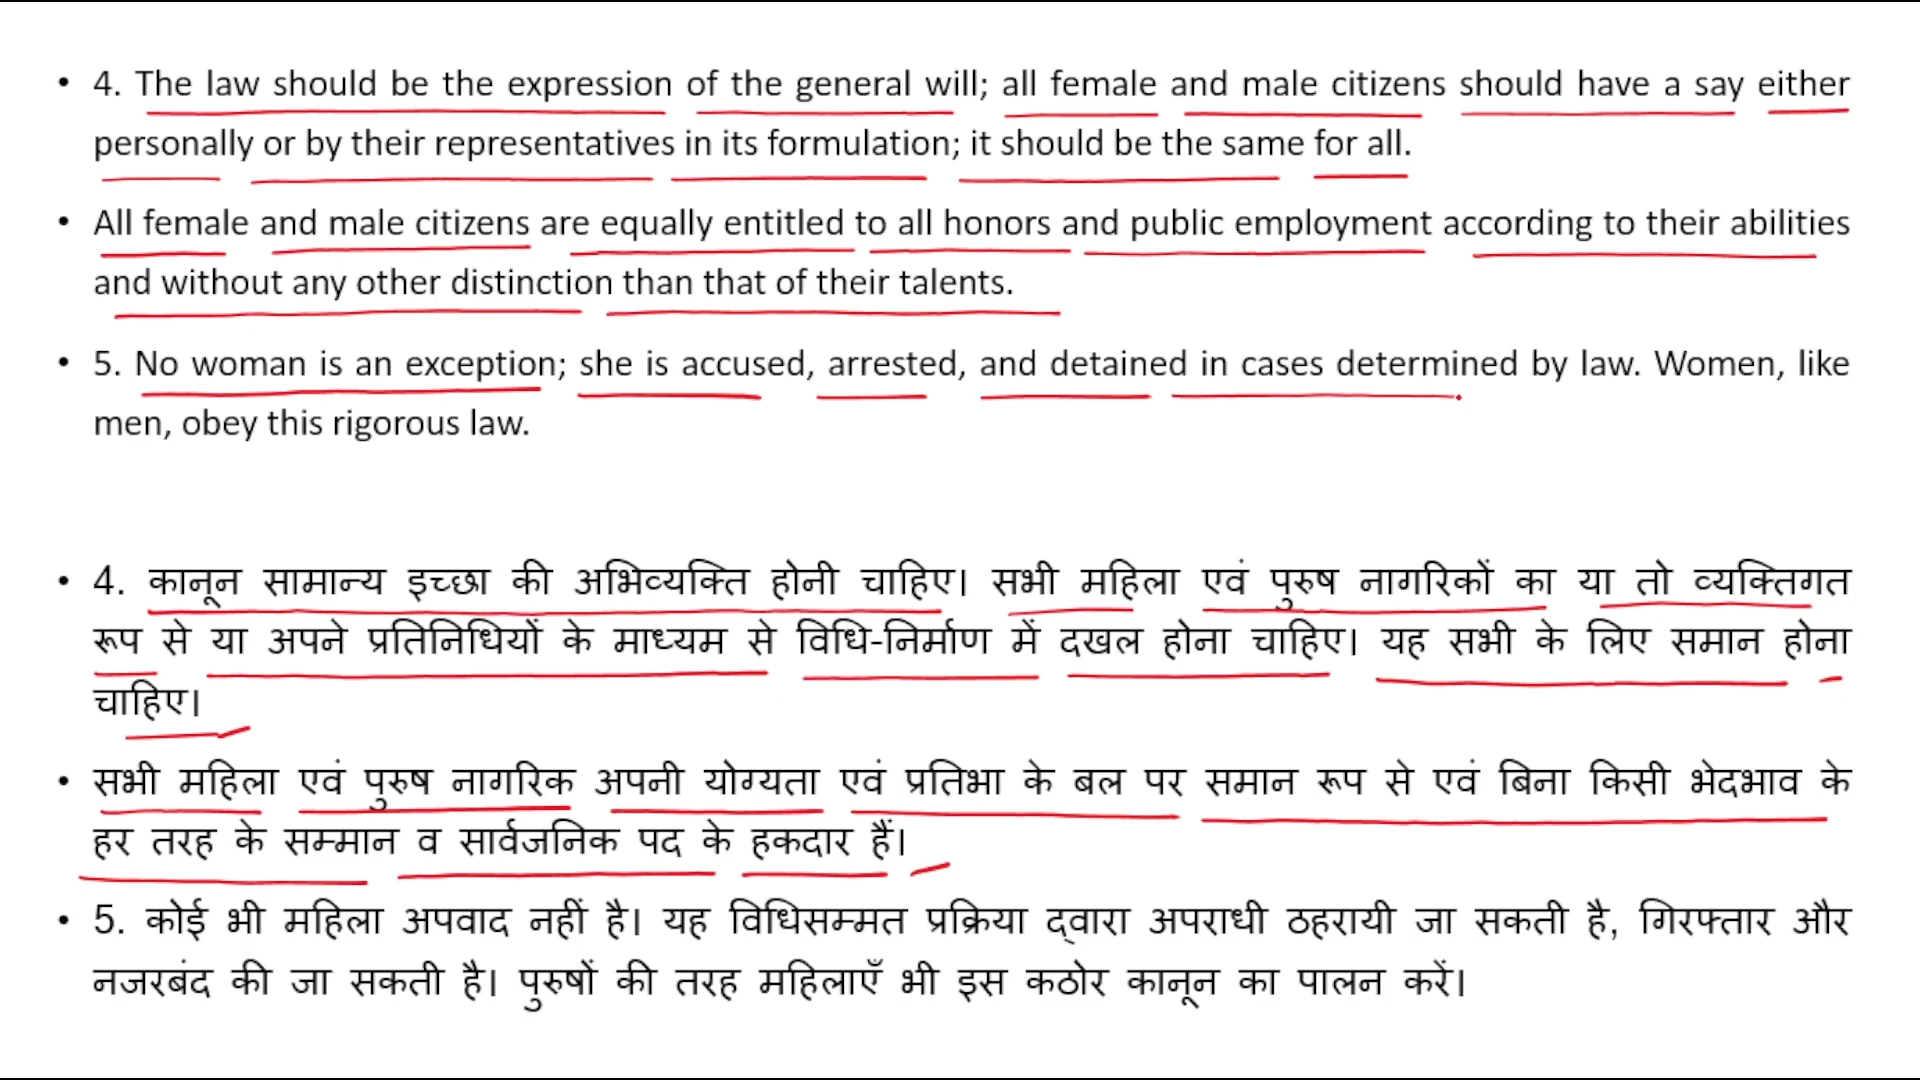 • 4. The law should be the expression of the general will; all female and male citizens should have a say either
personally or by their representatives in its formulation; it should be the same for all.
• All female and male citizens are equally entitled to all honors and public employment according to their abilities
and without any other distinction than that of their talents.
• 5. No woman is an exception; she is accused, arrested, and detained in cases determined by law. Women, like
men, obey this rigorous law.
• 4. कानून सामान्य इच्छा की अभिव्यक्ति होनी चाहिए। सभी महिला एवं पुरुष नागरिकों का या तो व्यक्तिगत
रूप से या अपने प्रतिनिधियों के माध्यम से विधि-निर्माण में दखल होना चाहिए। यह सभी के लिए समान होना
चाहिए।
• सभी महिला एवं पुरुष नागरिक अपनी योग्यता एवं प्रतिभा के बल पर समान रूप से एवं बिना किसी भेदभाव के
हर तरह के सम्मान व सार्वजनिक पद के हकदार हैं।
• 5. कोई भी महिला अपवाद नहीं है। यह विधिसम्मत प्रक्रिया द्वारा अपराधी ठहरायी जा सकती है, गिरफ्तार और
नजरबंद की जा सकती है। पुरुषों की तरह महिलाएँ भी इस कठोर कानून का पालन करें।